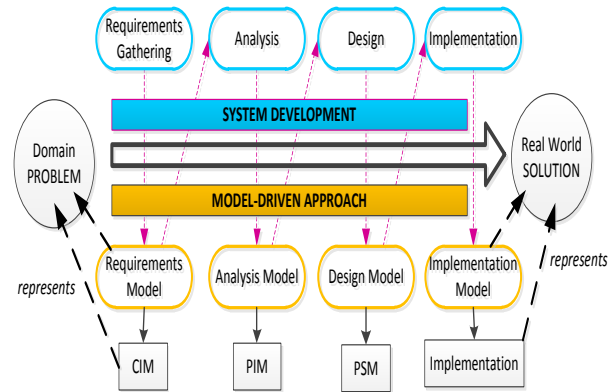 Requirements
Gathering
Analysis
Design
Implementation
SYSTEM DEVELOPMENT
Domain
PROBLEM
Real World
SOLUTION
MODEL-DRIVEN APPROACH
Requirements
Model
Analysis Model
Design Model
Implementation
Model
represents
represents
CIM
PIM
PSM
Implementation